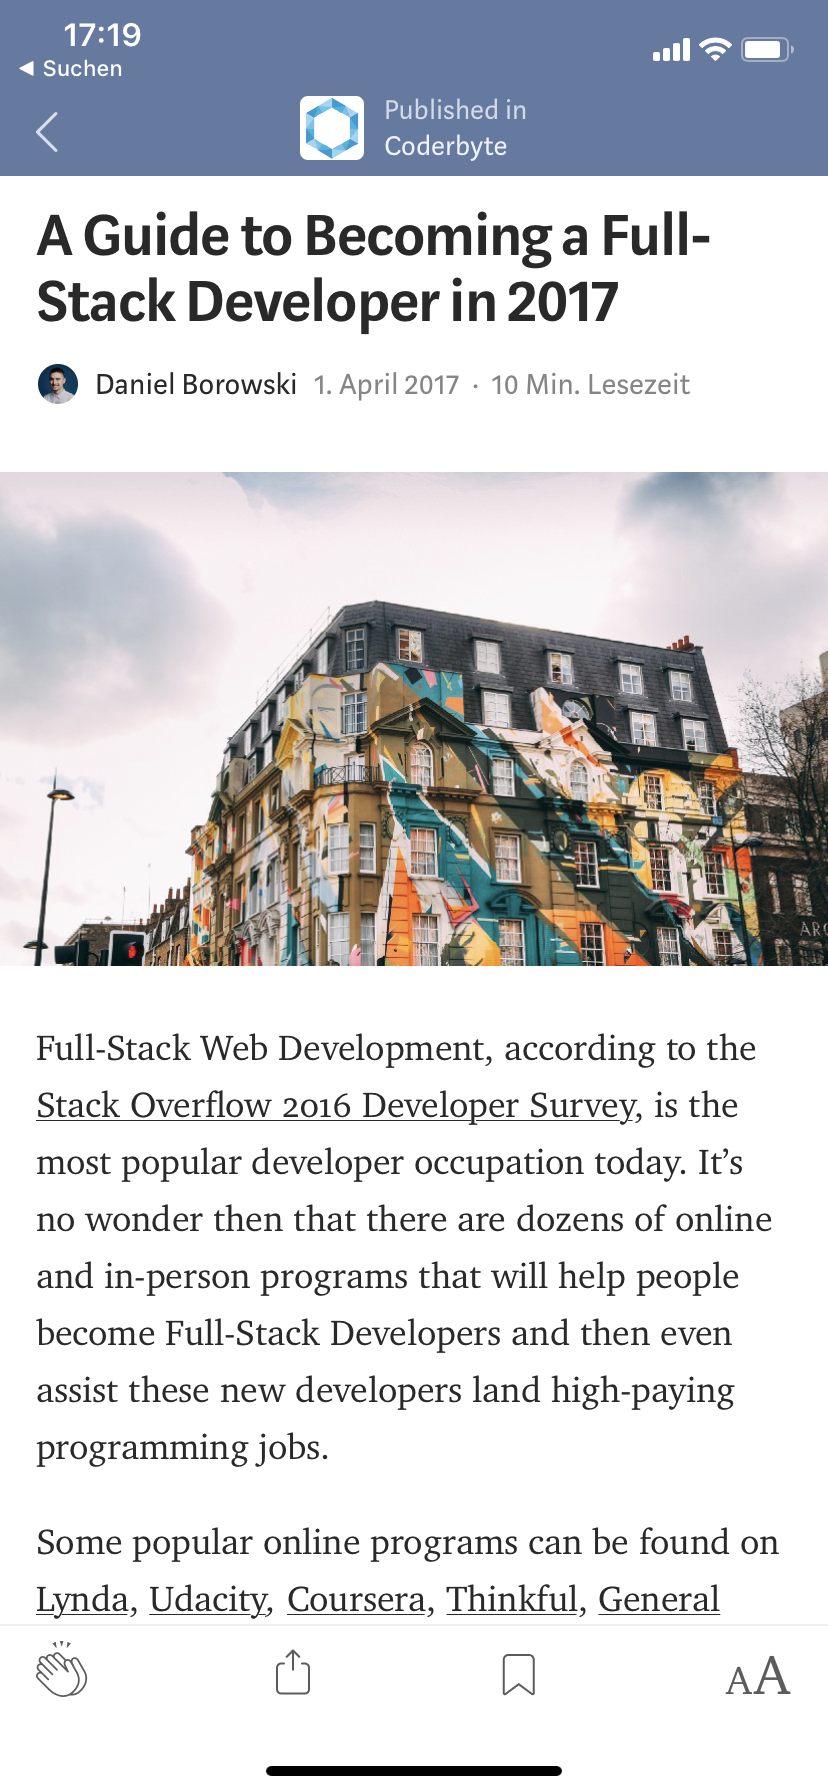 17:19
◀ Suchen
Published in
Coderbyte
A Guide to Becoming a Full-
Stack Developer in 2017
Daniel Borowski 1. April 2017 · 10 Min. Lesezeit
Full-Stack Web Development, according to the
Stack Overflow 2016 Developer Survey, is the
most popular developer occupation today. It’s
no wonder then that there are dozens of online
and in-person programs that will help people
become Full-Stack Developers and then even
assist these new developers land high-paying
programming jobs.
Some popular online programs can be found on
Lynda, Udacity, Coursera, Thinkful, General
AA